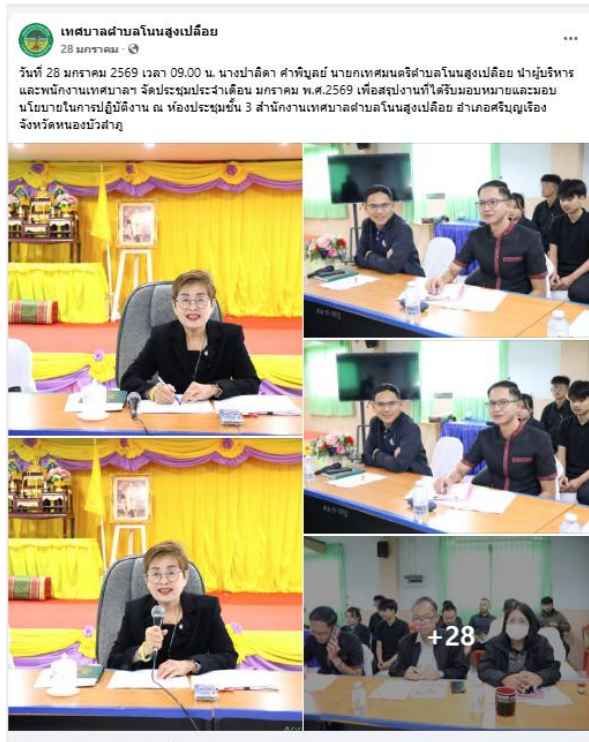 เทศบาลตำบลโนนสูงเปลือย
28 มกราคม ·
วันที่ 28 มกราคม 2569 เวลา 09.00 น. นางปาลิตา คำพิบูลย์ นายกเทศมนตรีตำบลโนนสูงเปลือย นำผู้บริหาร
และพนักงานเทศบาลฯ จัดประชุมประจำเดือน มกราคม พ.ศ.2569 เพื่อสรุปงานที่ได้รับมอบหมายและมอบ
นโยบายในการปฏิบัติงาน ณ ห้องประชุมชั้น 3 สำนักงานเทศบาลตำบลโนนสูงเปลือย อำเภอศรีบุญเรือง
จังหวัดหนองบัวลำภู
+28